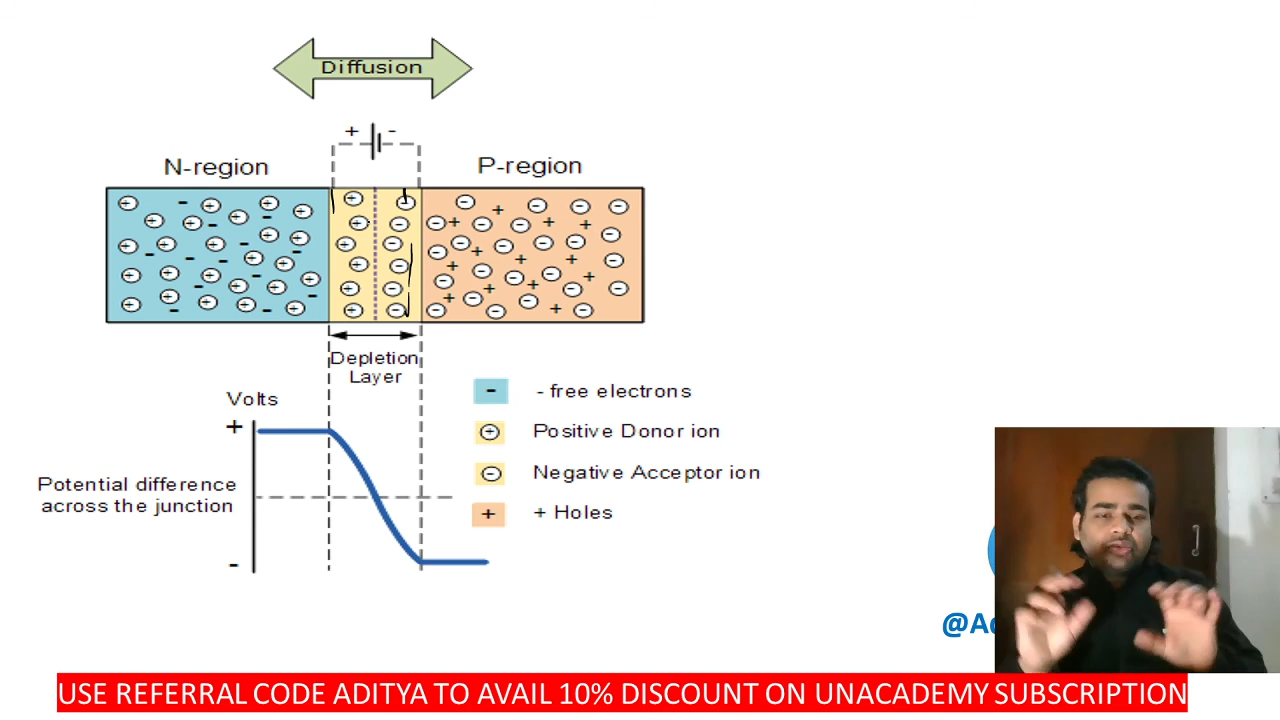 Diffusion
+ -
N-region P-region
Depletion
Layer
Volts
+
Potential difference
across the junction
-
- - free electrons
+ Positive Donor ion
- Negative Acceptor ion
+ + Holes
USE REFERRAL CODE ADITYA TO AVAIL 10% DISCOUNT ON UNACADEMY SUBSCRIPTION